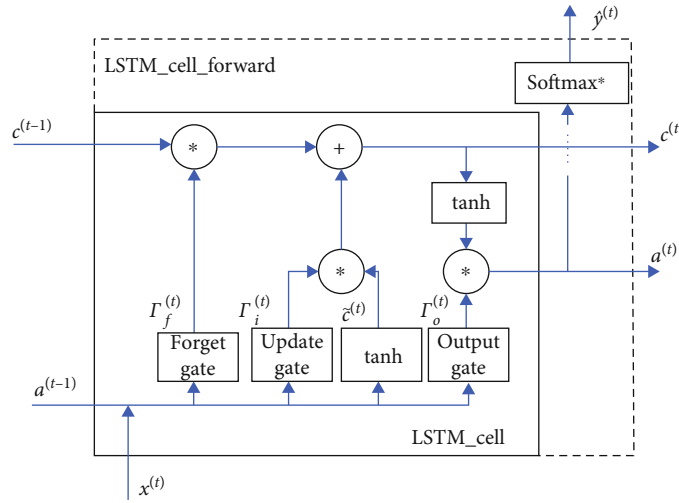 ŷ^(t)
LSTM_cell_forward
Softmax*
c^(t–1)
*
+
c^(t
tanh
*
*
a^(t)
Γ_f^(t)
Γ_i^(t)
c̃^(t)
Γ_o^(t)
Forget
gate
Update
gate
tanh
Output
gate
a^(t–1)
LSTM_cell
x^(t)